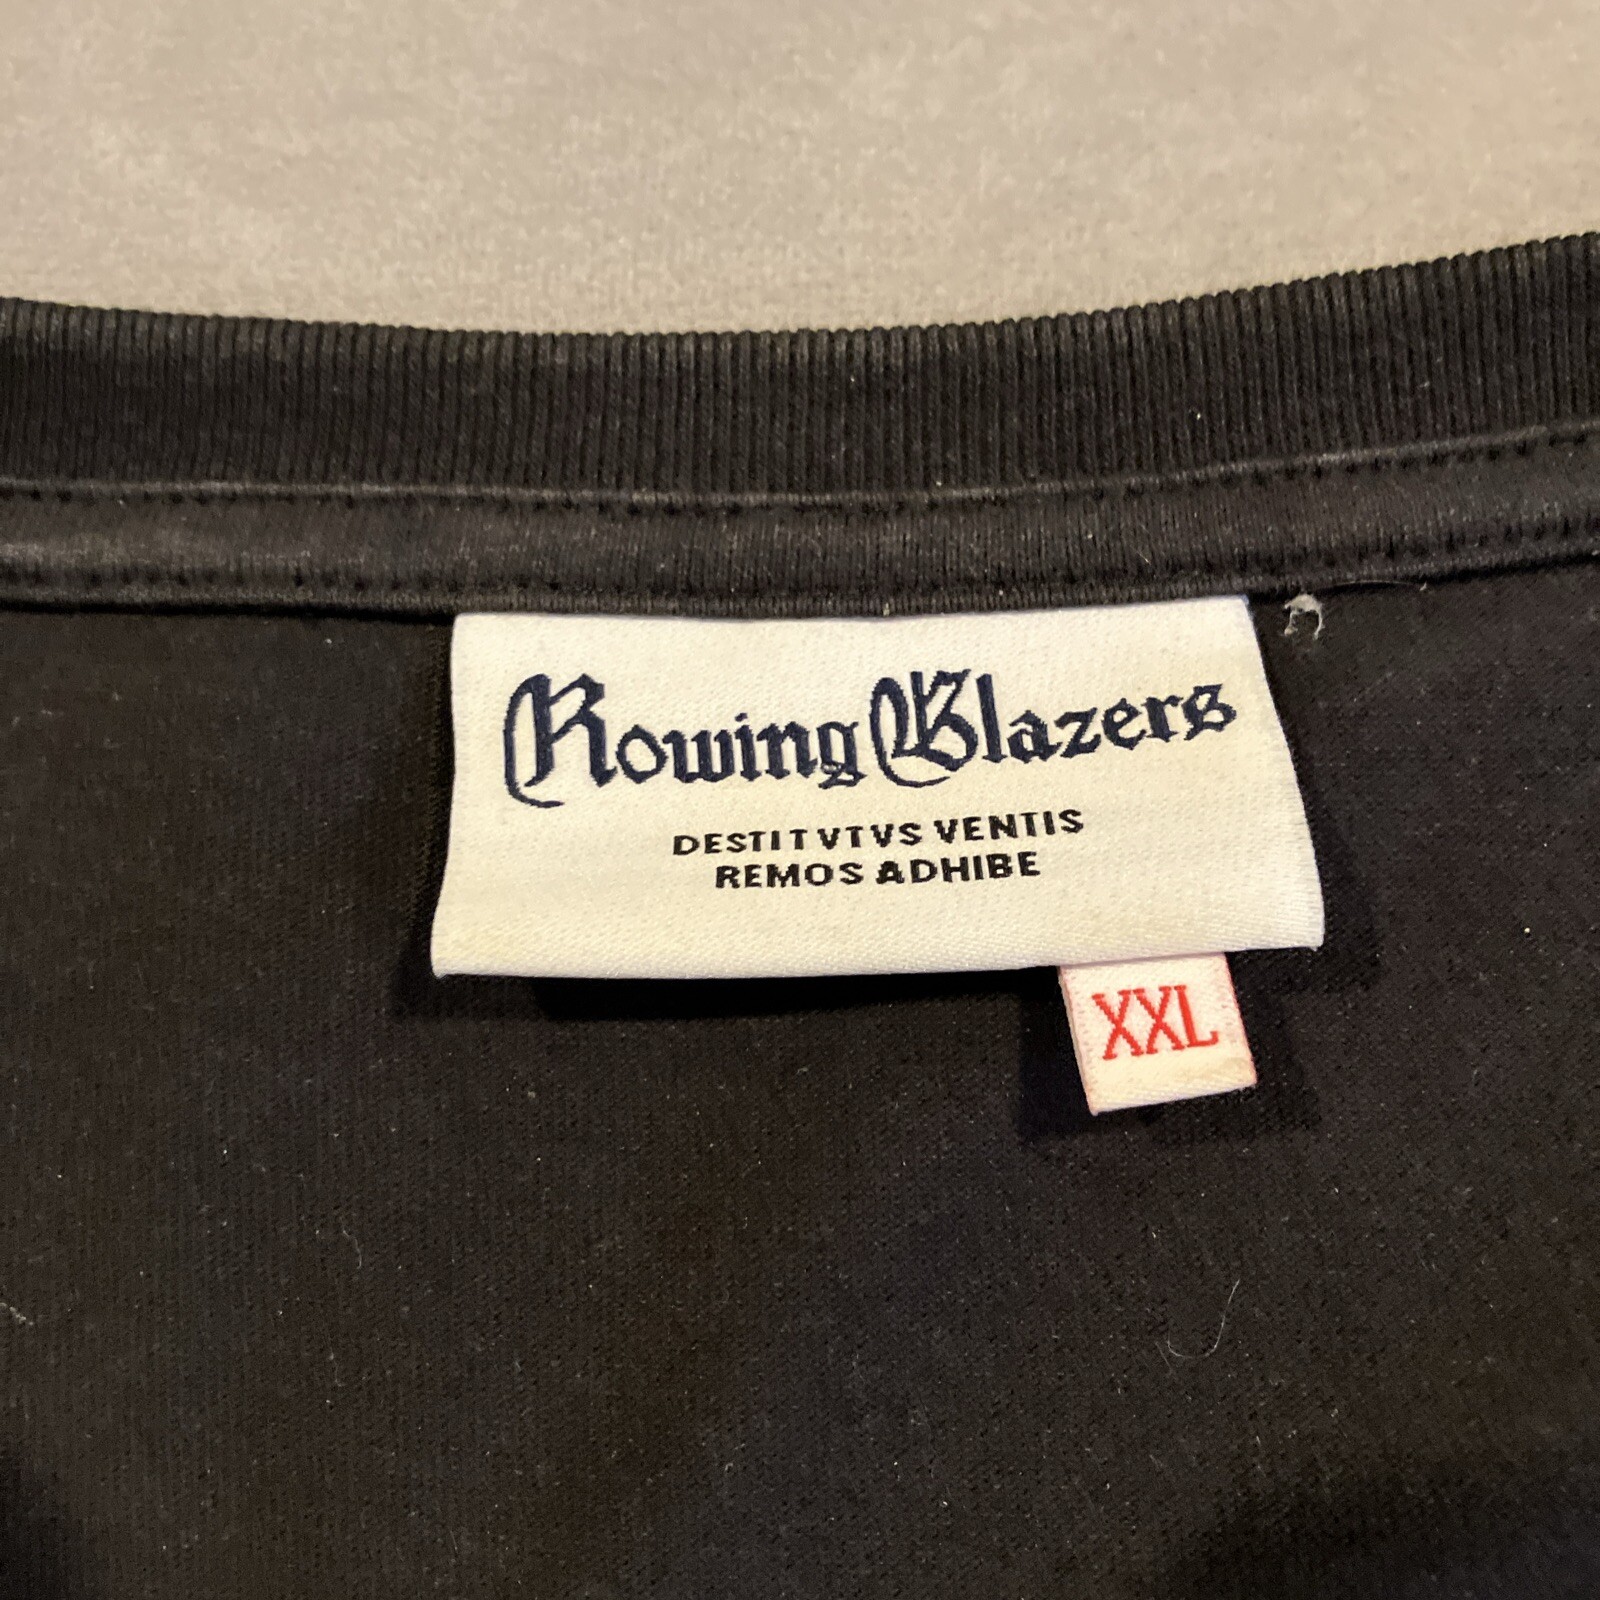 Rowing Blazers
DESTITVTVS VENTIS
REMOS ADHIBE
XXL